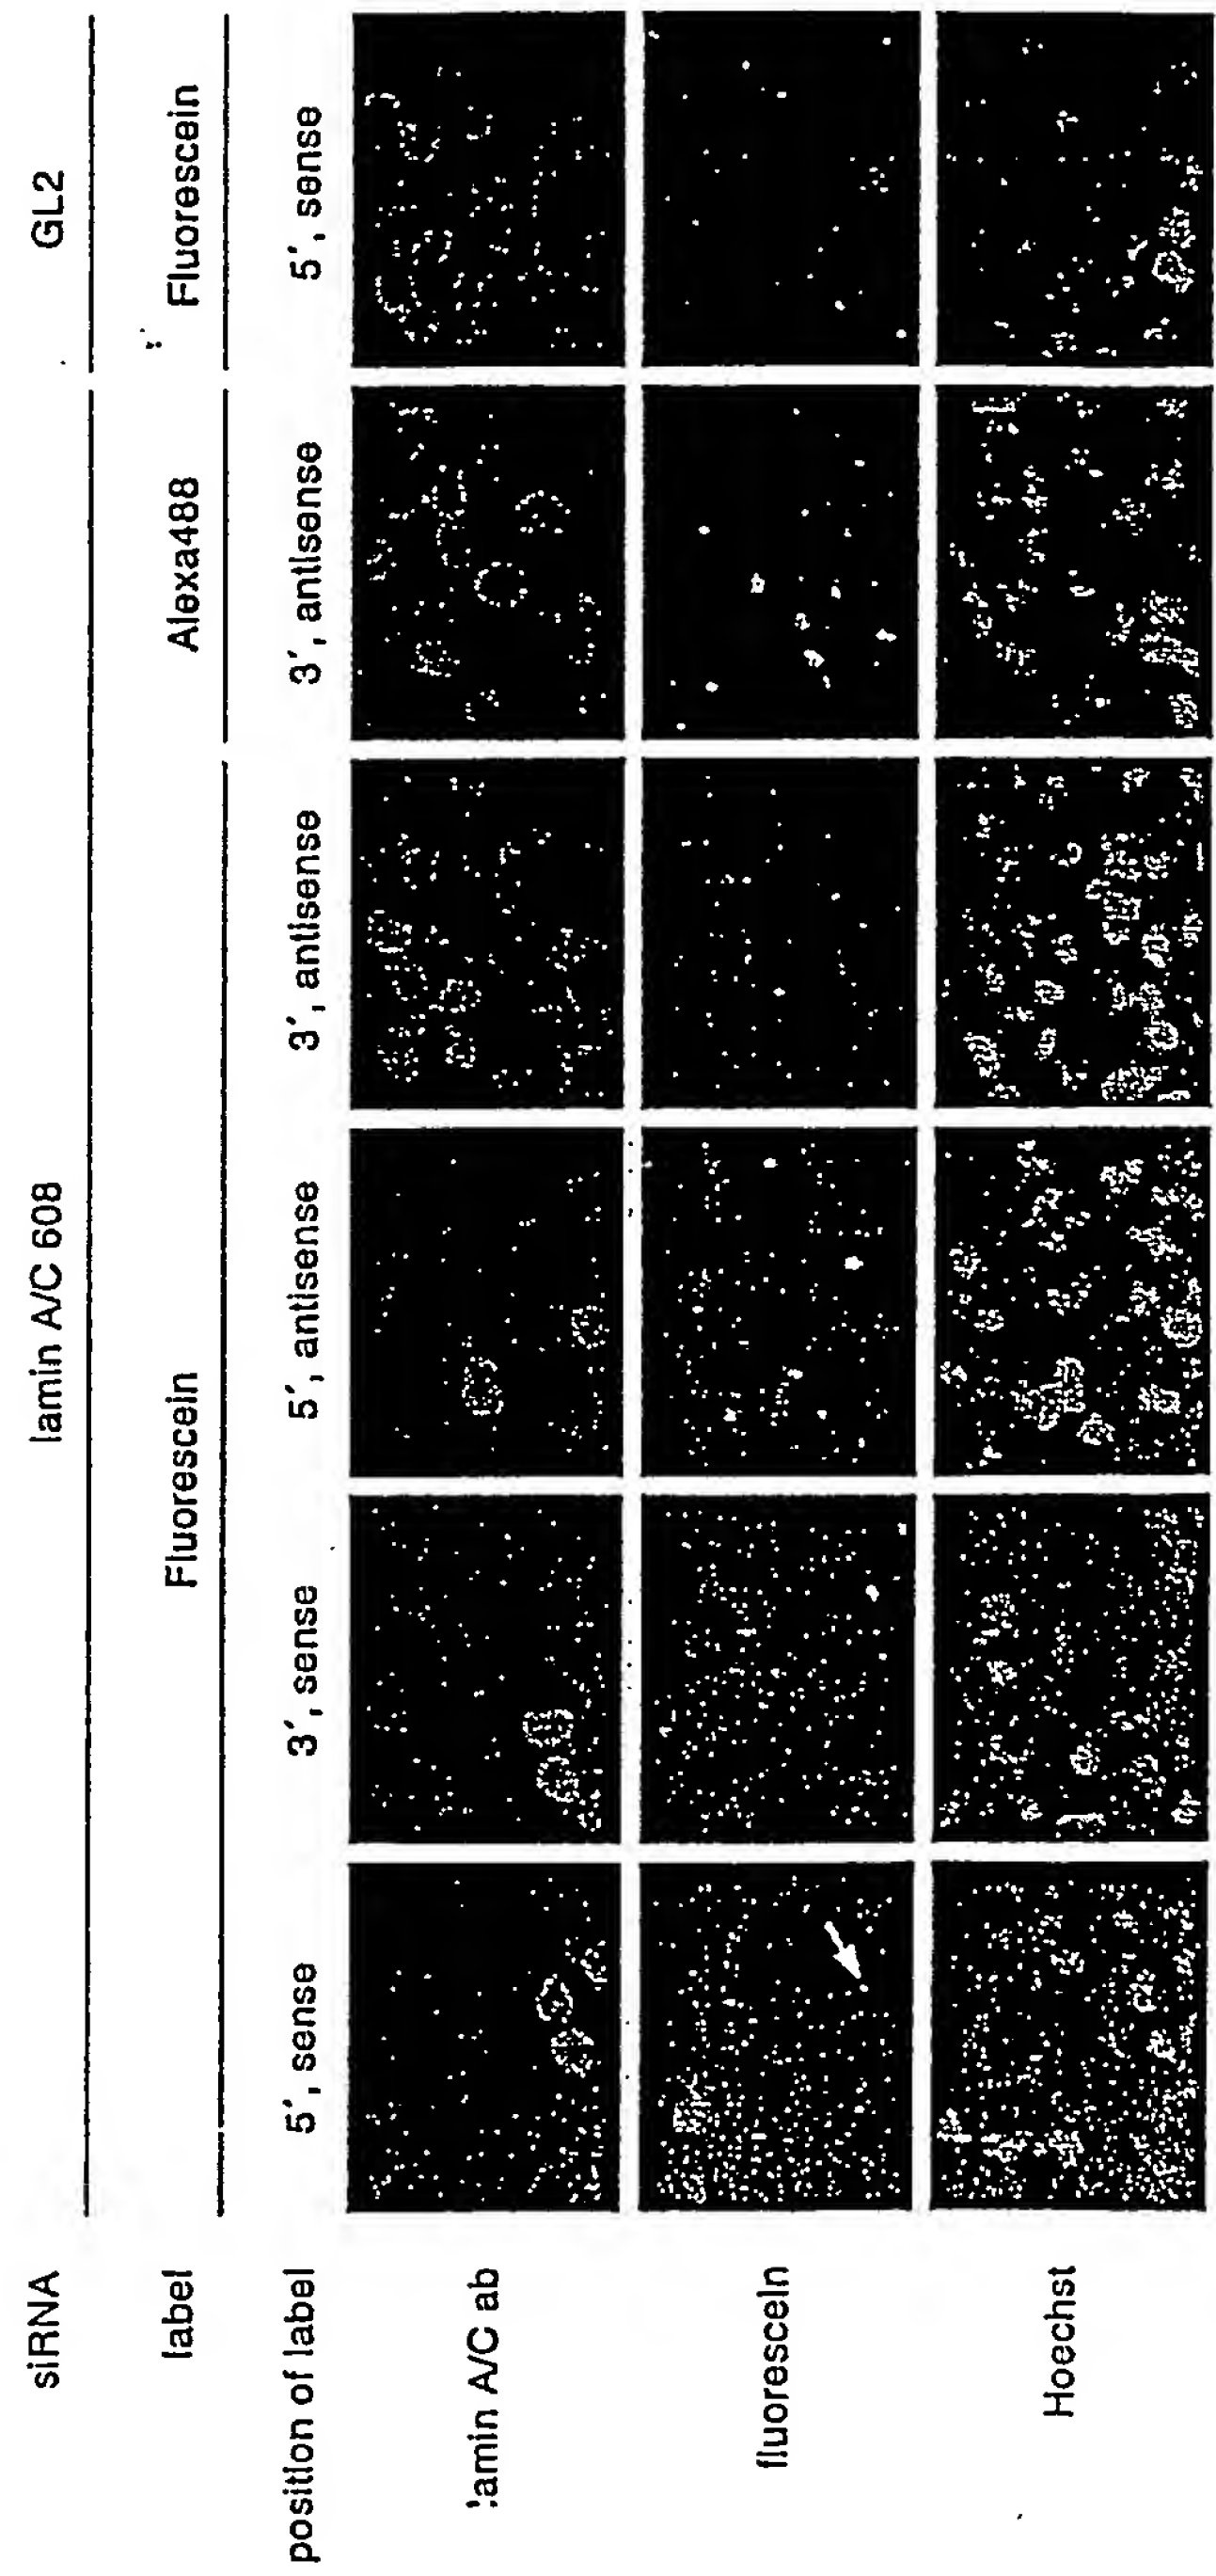 siRNA lamin A/C 608 GL2
label Fluorescein Alexa488 Fluorescein
position of label 5′, sense 3′, sense 5′, antisense 3′, antisense 3′, antisense 5′, sense
lamin A/C ab
fluorescein
Hoechst